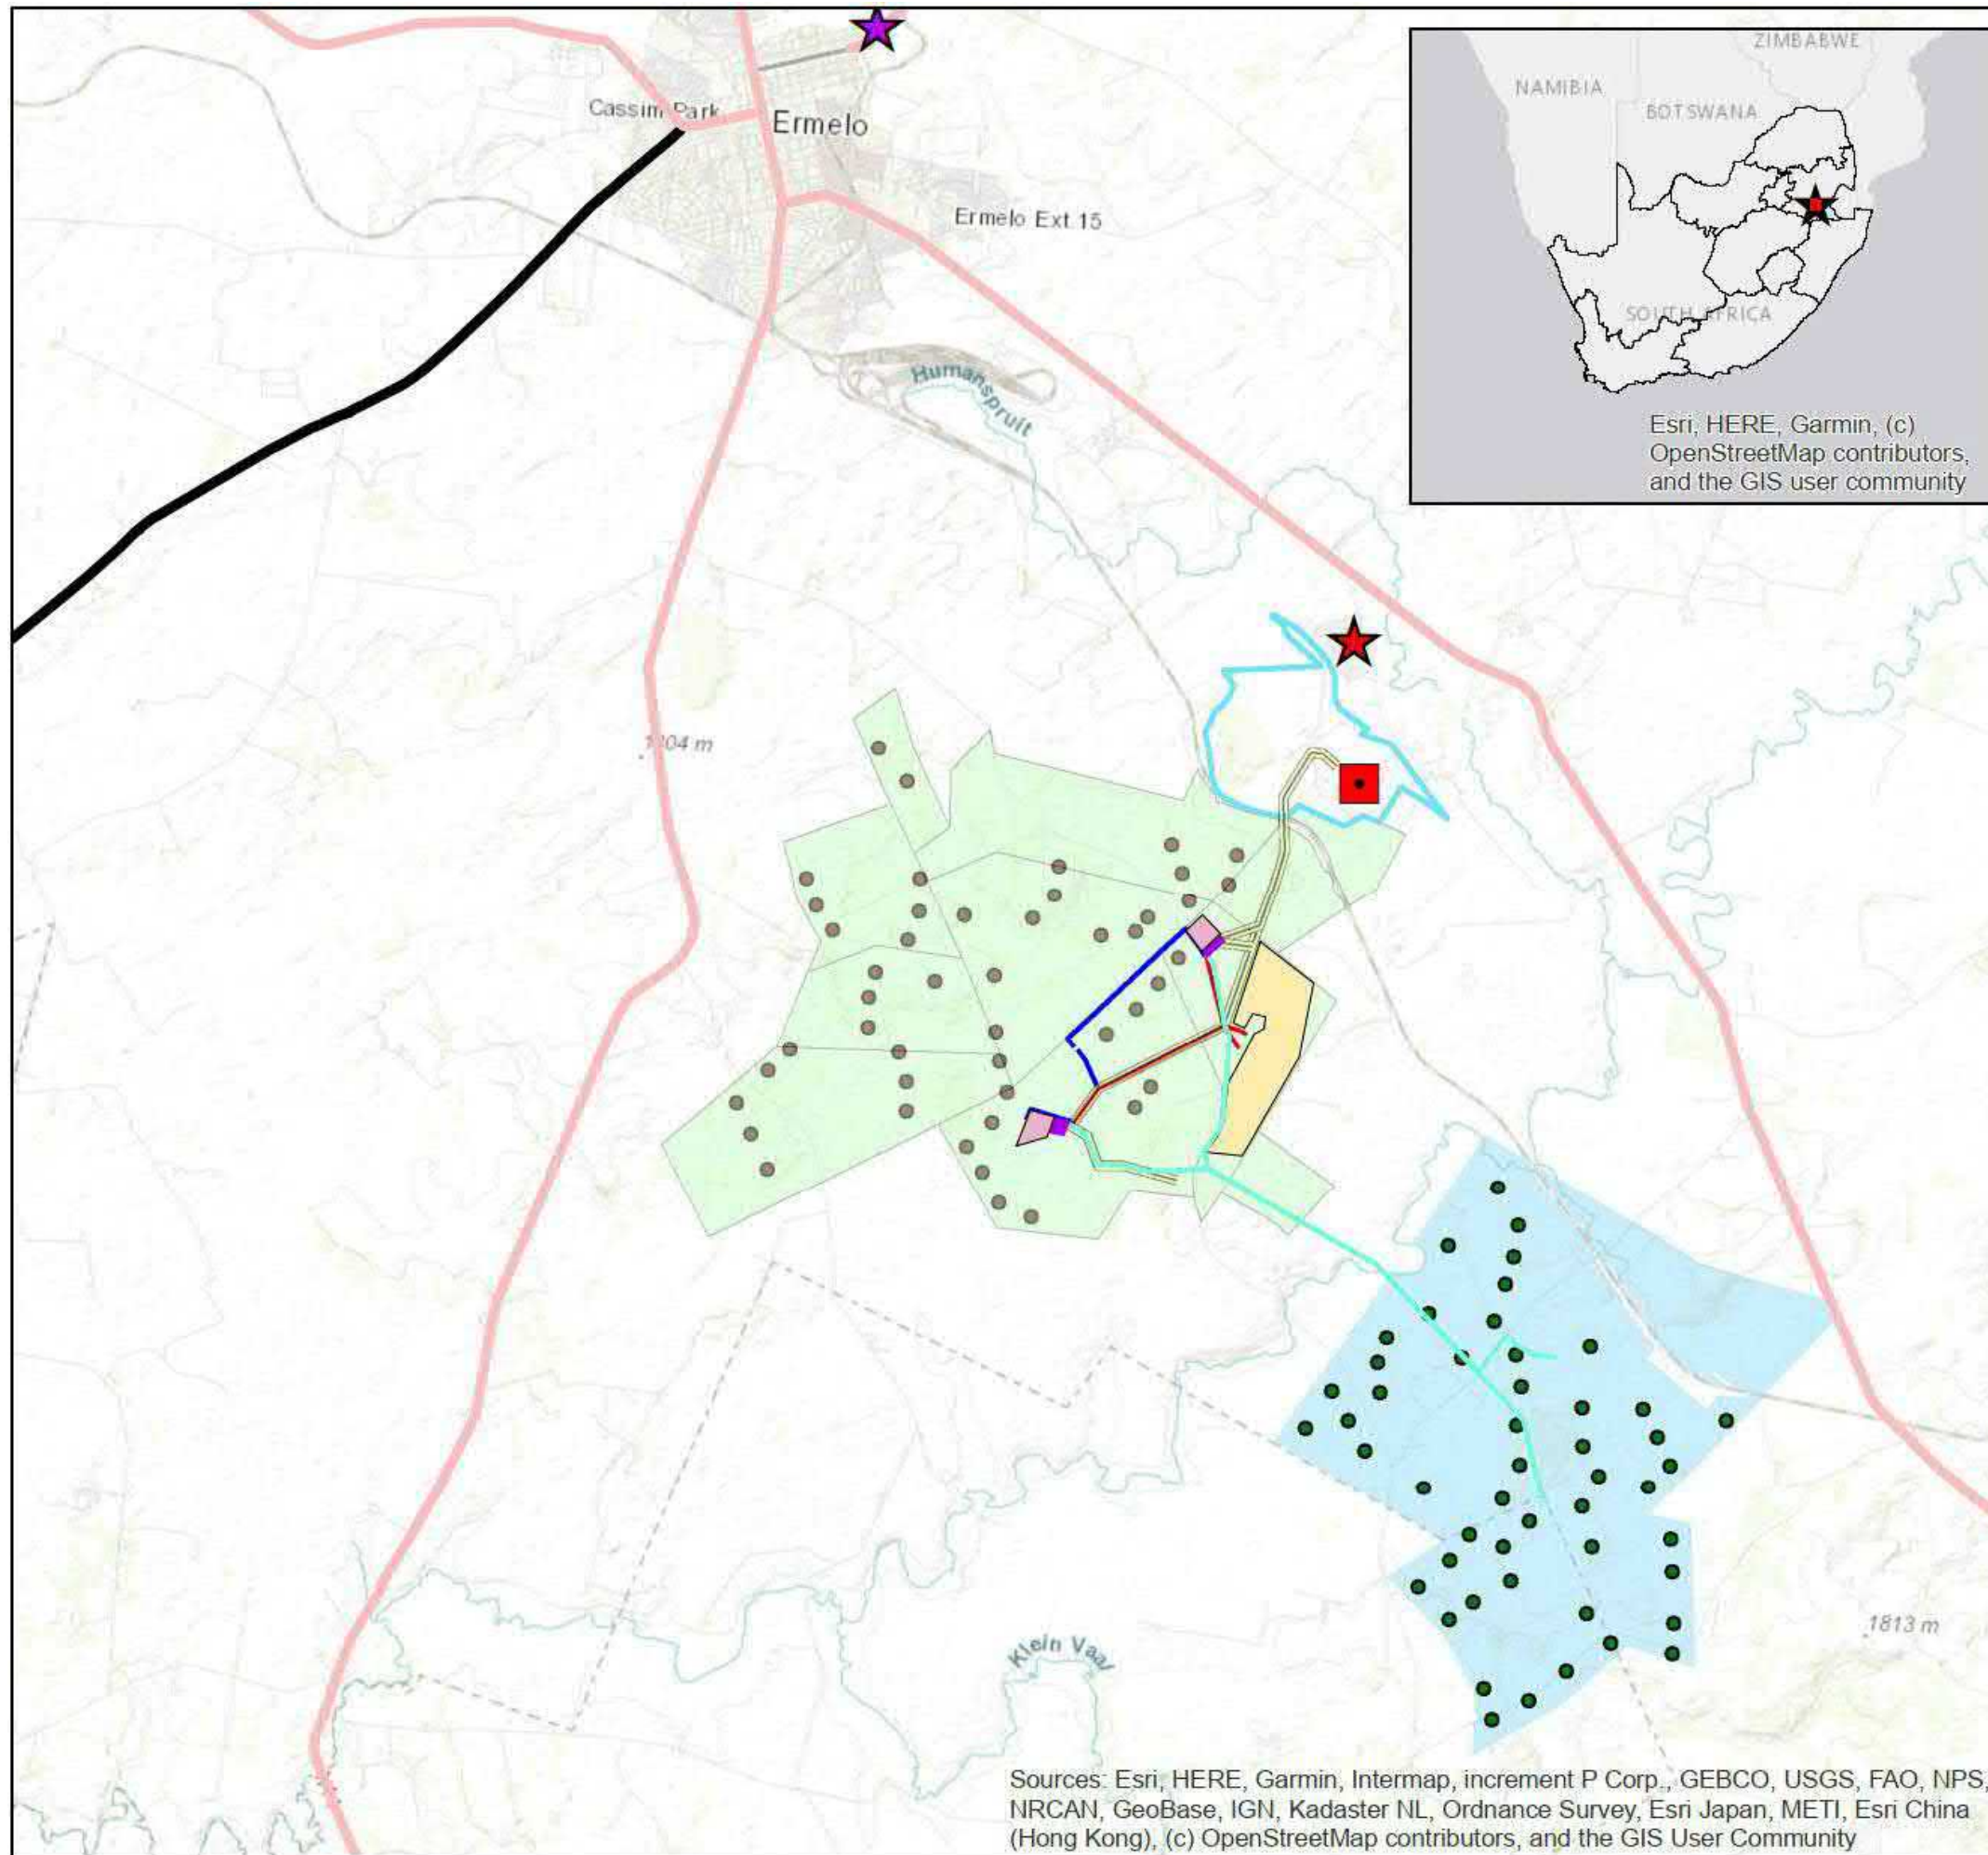 Cassim Park
Ermelo
Ermelo Ext 15
Humanspruit
ZIMBABWE
NAMIBIA
BOTSWANA
SOUTH AFRICA
Esri, HERE, Garmin, (c)
OpenStreetMap contributors,
and the GIS user community
m
1813 m
Klein Vaal
Sources: Esri, HERE, Garmin, Intermap, increment P Corp., GEBCO, USGS, FAO, NPS,
NRCAN, GeoBase, IGN, Kadaster NL, Ordnance Survey, Esri Japan, METI, Esri China
(Hong Kong), (c) OpenStreetMap contributors, and the GIS User Community